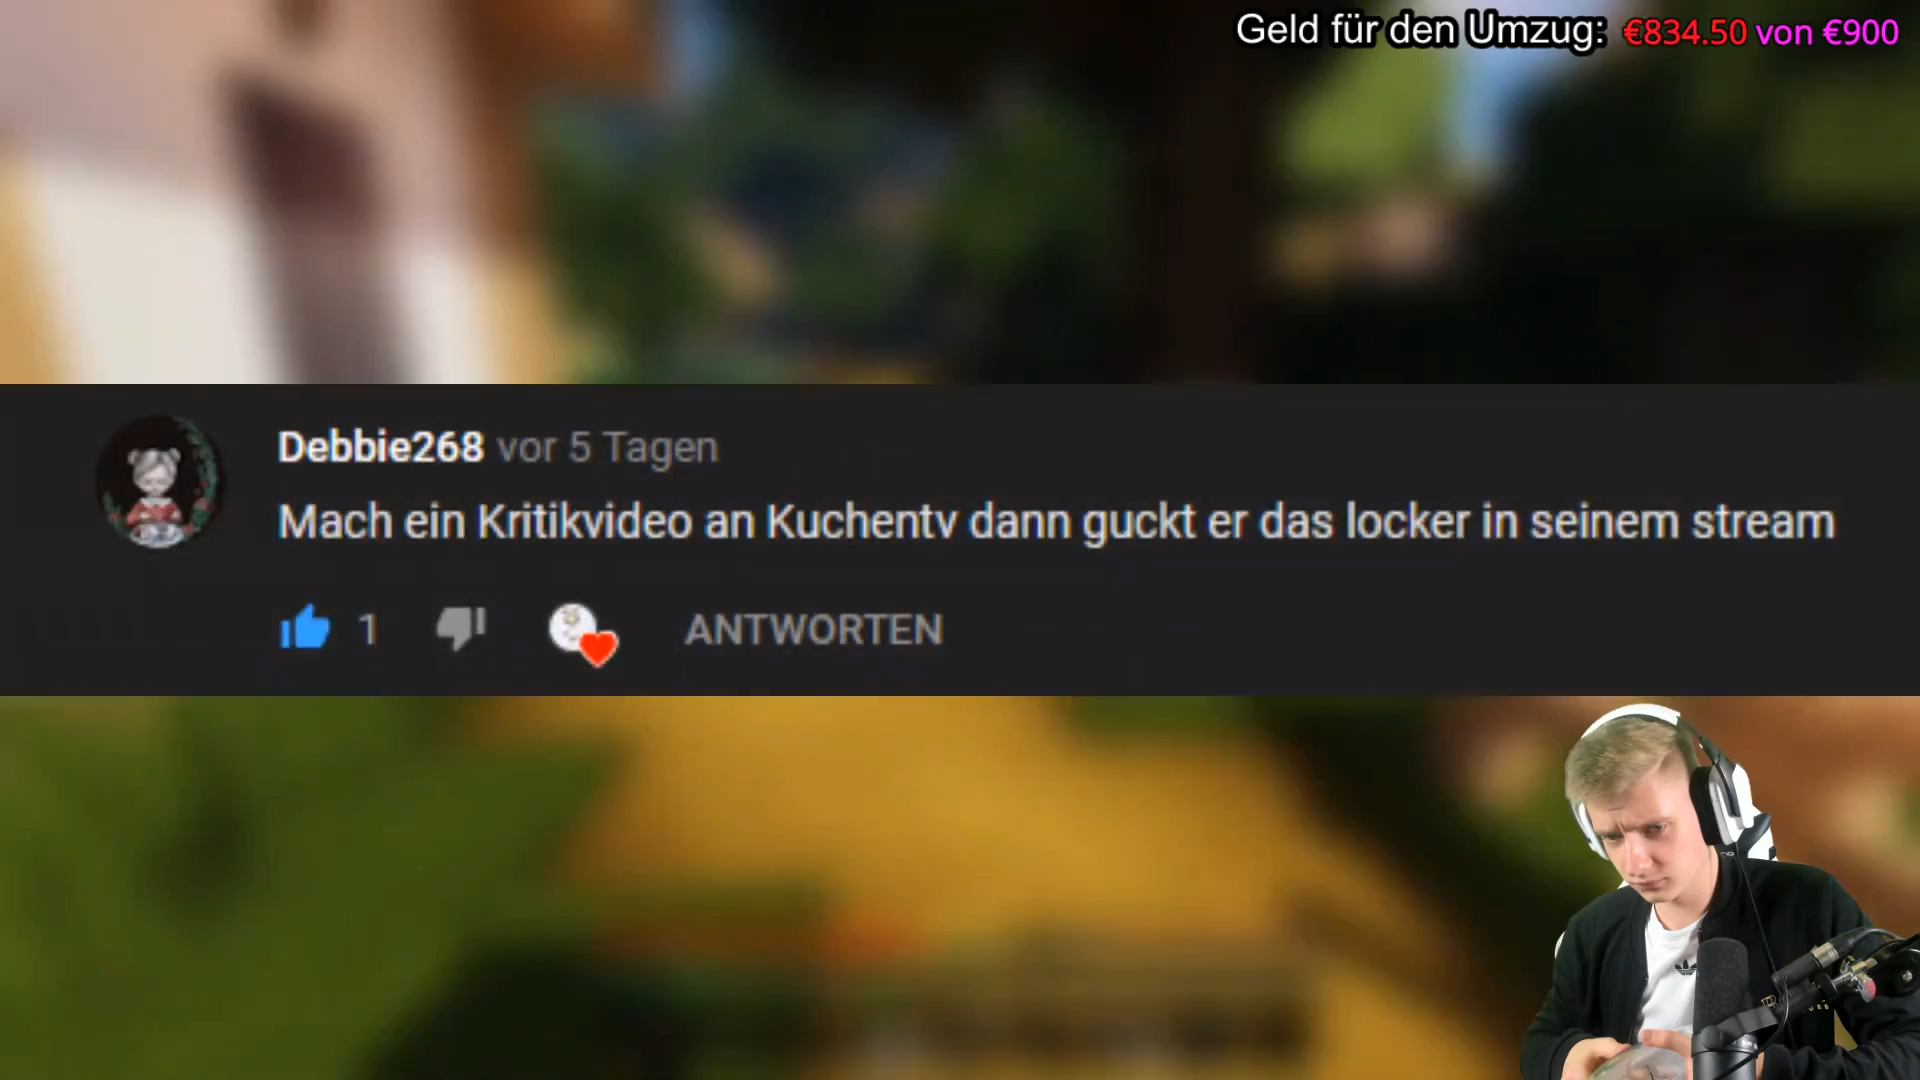 Geld für den Umzug: €834.50 von €900
Debbie268 vor 5 Tagen
Mach ein Kritikvideo an Kuchentv dann guckt er das locker in seinem stream
1 ANTWORTEN